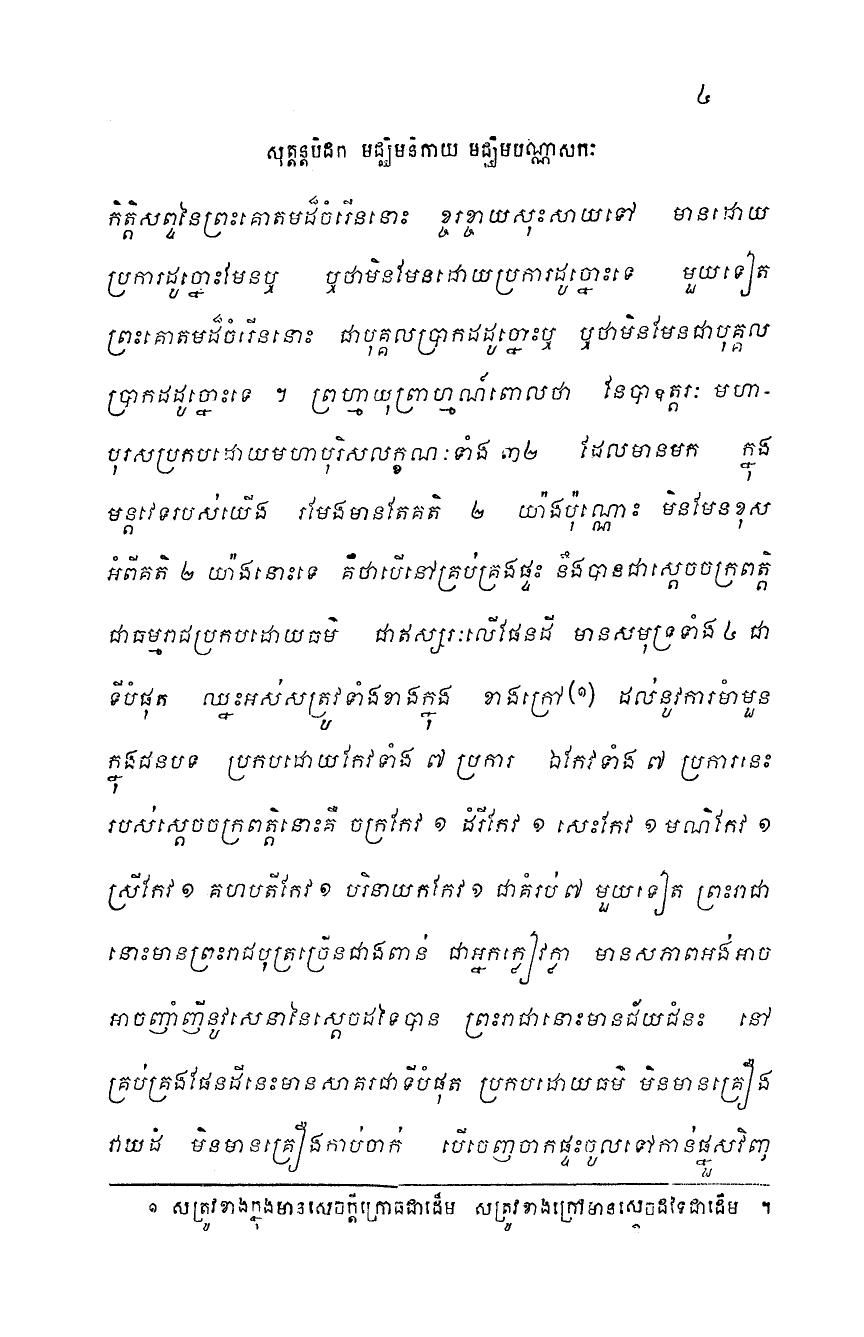 ៤
សុត្តន្តបិដក មជ្ឈិមនិកាយ មជ្ឈិមបណ្ណាសកៈ
កិត្តិសព្ទនៃព្រះគោតមដ៏ចំរើននោះ ខ្ចរខ្ចាយសុះសាយទៅ មានដោយ
ប្រការដូច្នោះមែនឬ ឬថាមិនមែនដោយប្រការដូច្នោះទេ មួយទៀត
ព្រះគោតមដ៏ចំរើននោះ ជាបុគ្គលប្រាកដដូច្នោះឬ ឬថាមិនមែនជាបុគ្គល
ប្រាកដដូច្នោះទេ ។ ព្រហ្មាយុព្រាហ្មណ៍ពោលថា នែបាឧត្តរៈ មហា-
បុរសប្រកបដោយមហាបុរិសលក្ខណៈទាំង ៣២ ដែលមានមក ក្នុង
មន្តវេទរបស់យើង រមែងមានតែគតិ ២ យ៉ាងប៉ុណ្ណោះ មិនមែនខុស
អំពីគតិ ២ យ៉ាងនោះទេ គឺថាបើនៅគ្រប់គ្រងផ្ទះ នឹងបានជាស្តេចចក្រពត្តិ
ជាធម្មរាជប្រកបដោយធម៌ ជាឥស្សរៈលើផែនដី មានសមុទ្រទាំង ៤ ជា
ទីបំផុត ឈ្នះអស់សត្រូវទាំងខាងក្នុង ខាងក្រៅ(១) ដល់នូវការមំាមួន
ក្នុងជនបទ ប្រកបដោយកែវទាំង ៧ ប្រការ ឯកែវទាំង ៧ ប្រការនេះ
របស់ស្តេចចក្រពត្តិនោះគឺ ចក្រកែវ ១ ដំរីកែវ ១ សេះកែវ ១ មណិកែវ ១
ស្រីកែវ ១ គហបតីកែវ ១ បរិនាយកកែវ ១ ជាគំរប់ ៧ មួយទៀត ព្រះរាជា
នោះមានព្រះរាជបុត្រច្រើនជាងពាន់ ជាអ្នកក្លៀវក្លា មានសភាពអង់អាច
អាចញាំញីនូវសេនានៃស្តេចដទៃបាន ព្រះរាជានោះមានជ័យជំនះ នៅ
គ្រប់គ្រងផែនដីនេះមានសាគរជាទីបំផុត ប្រកបដោយធម៌ មិនមានគ្រឿង
វាយដំ មិនមានគ្រឿងកាប់ចាក់ បើចេញចាកផ្ទះចូលទៅកាន់ផ្នួសវិញ
១ សត្រូវខាងក្នុងមានសេចក្តីក្រោធជាដើម សត្រូវខាងក្រៅមានស្តេចដទៃជាដើម ។